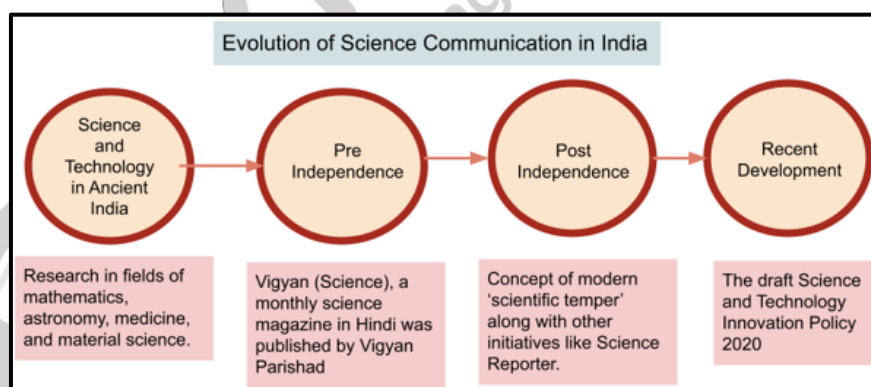 Evolution of Science Communication in India
Science
and
Technology
in Ancient
India
Pre
Independence
Post
Independence
Recent
Development
Research in fields of
mathematics,
astronomy, medicine,
and material science.
Vigyan (Science), a
monthly science
magazine in Hindi was
published by Vigyan
Parishad
Concept of modern
‘scientific temper’
along with other
initiatives like Science
Reporter.
The draft Science
and Technology
Innovation Policy
2020